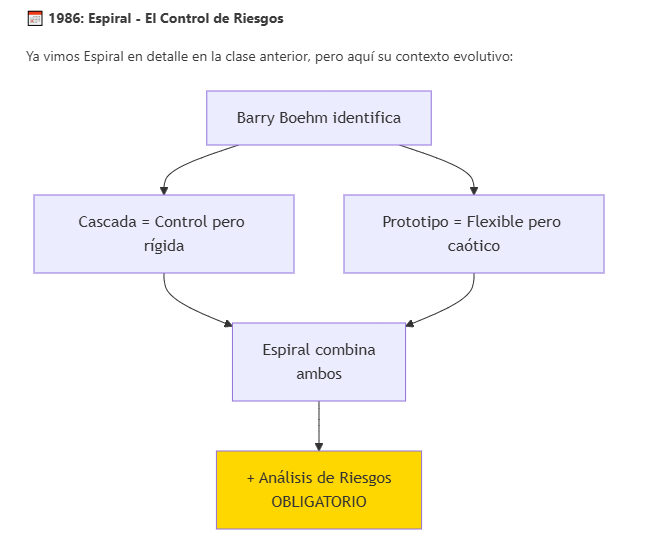 1986: Espiral - El Control de Riesgos
Ya vimos Espiral en detalle en la clase anterior, pero aquí su contexto evolutivo:
Barry Boehm identifica
Cascada = Control pero
rígida
Prototipo = Flexible pero
caótico
Espiral combina
ambos
+ Análisis de Riesgos
OBLIGATORIO